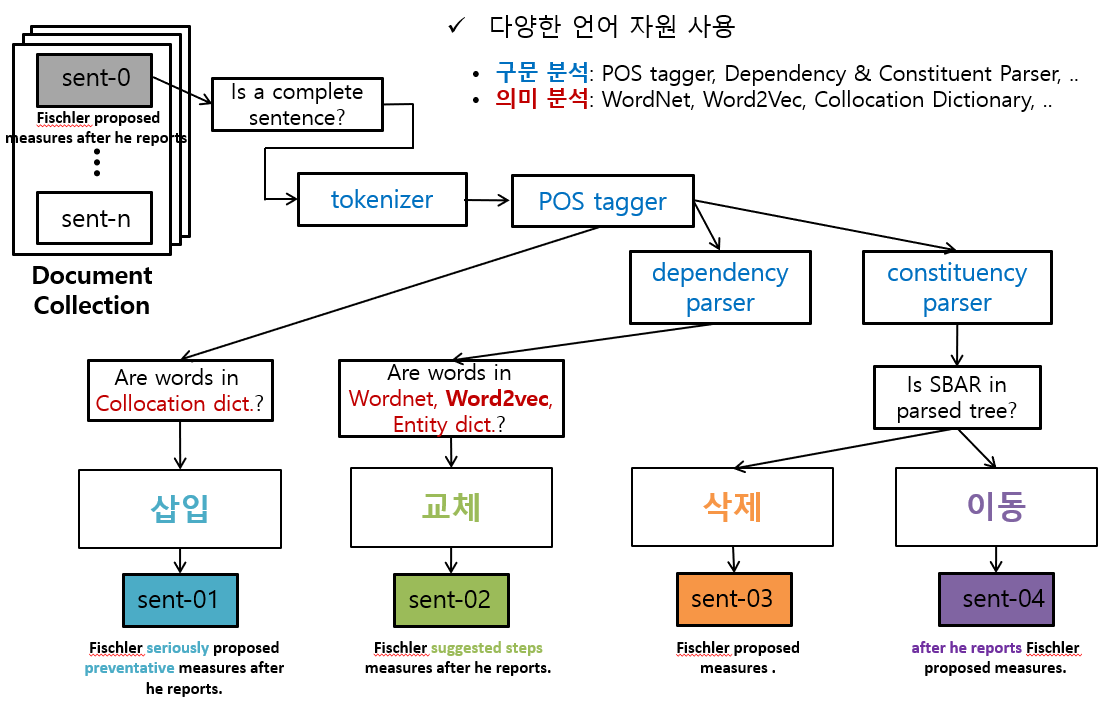 ✓ 다양한 언어 자원 사용
• 구문 분석: POS tagger, Dependency & Constituent Parser, ..
• 의미 분석: WordNet, Word2Vec, Collocation Dictionary, ..
sent-0
Fischler proposed
measures after he reports
sent-n
Document
Collection
Is a complete
sentence?
tokenizer
POS tagger
dependency
parser
constituency
parser
Are words in
Collocation dict.?
Are words in
Wordnet, Word2vec,
Entity dict.?
Is SBAR in
parsed tree?
삽입
교체
삭제
이동
sent-01
sent-02
sent-03
sent-04
Fischler seriously proposed
preventative measures after
he reports.
Fischler suggested steps
measures after he reports.
Fischler proposed
measures .
after he reports Fischler
proposed measures.